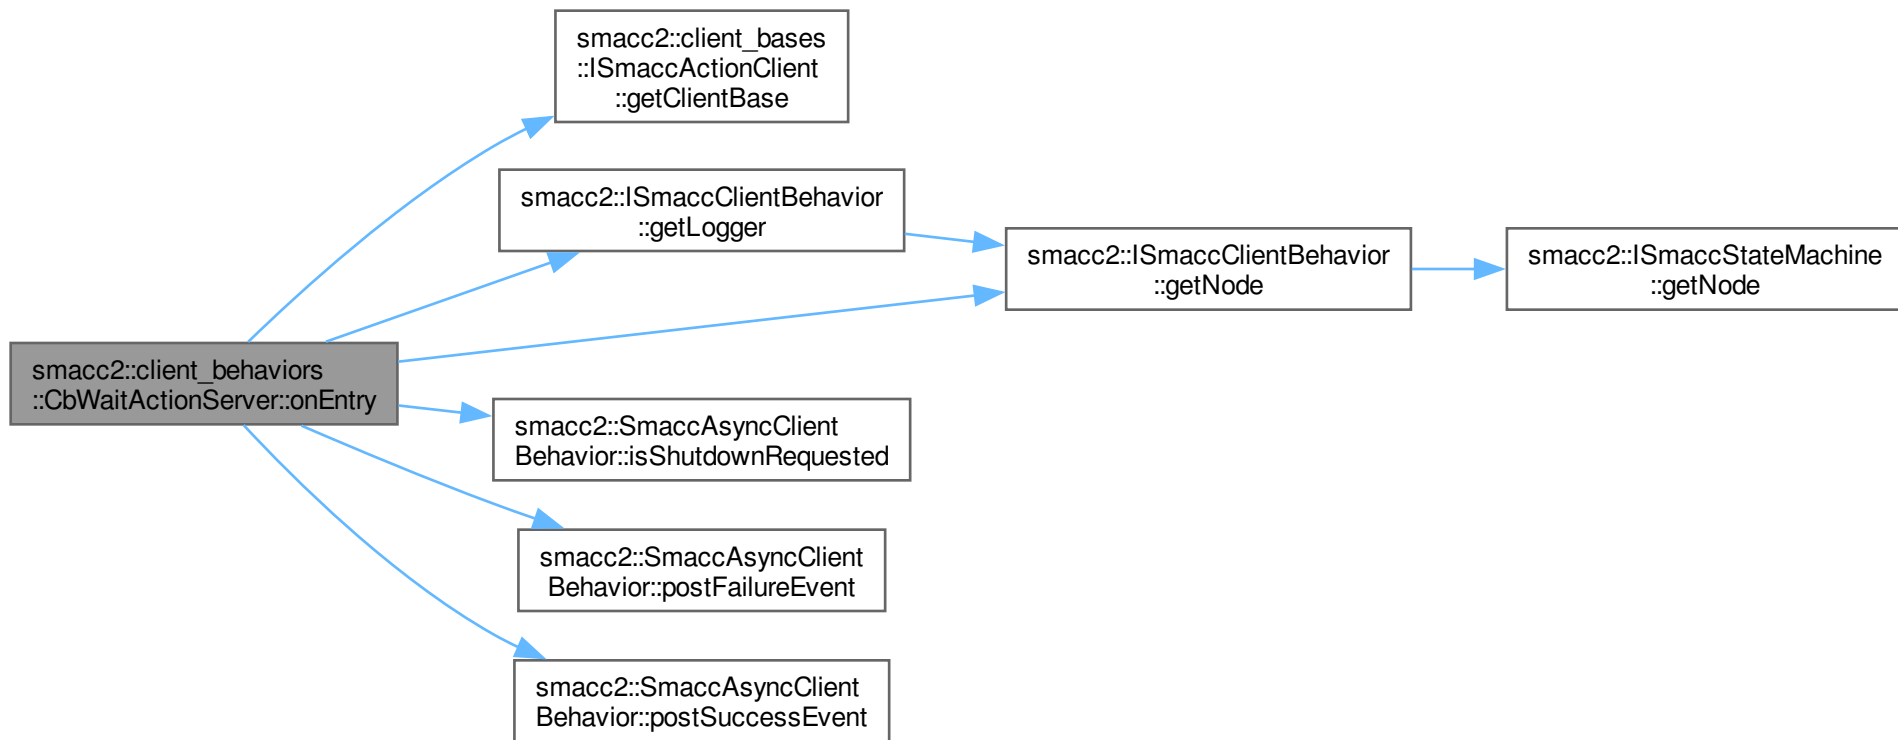 smacc2::client_bases
::ISmaccActionClient
::getClientBase
smacc2::ISmaccClientBehavior
::getLogger
smacc2::ISmaccClientBehavior
::getNode
smacc2::ISmaccStateMachine
::getNode
smacc2::client_behaviors
::CbWaitActionServer::onEntry
smacc2::SmaccAsyncClient
Behavior::isShutdownRequested
smacc2::SmaccAsyncClient
Behavior::postFailureEvent
smacc2::SmaccAsyncClient
Behavior::postSuccessEvent